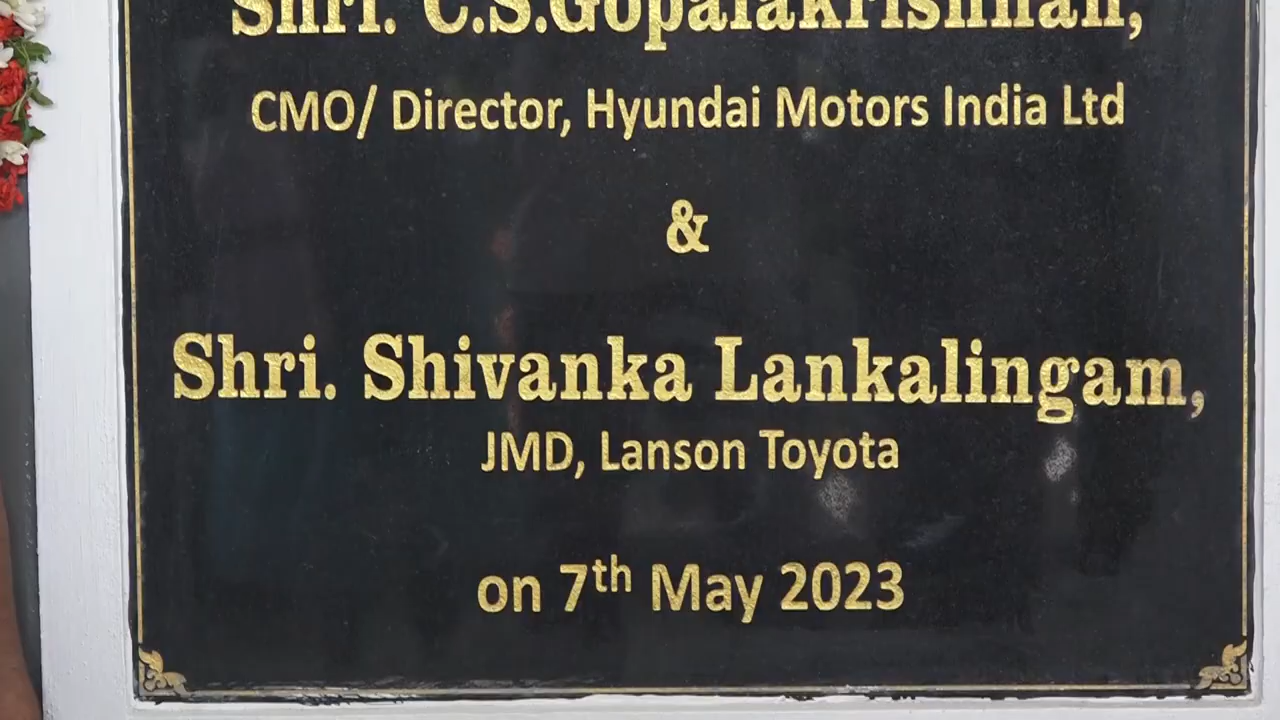 Shri. C.S.Gopalakrishnan,
CMO/ Director, Hyundai Motors India Ltd
&
Shri. Shivanka Lankalingam,
JMD, Lanson Toyota
on 7th May 2023